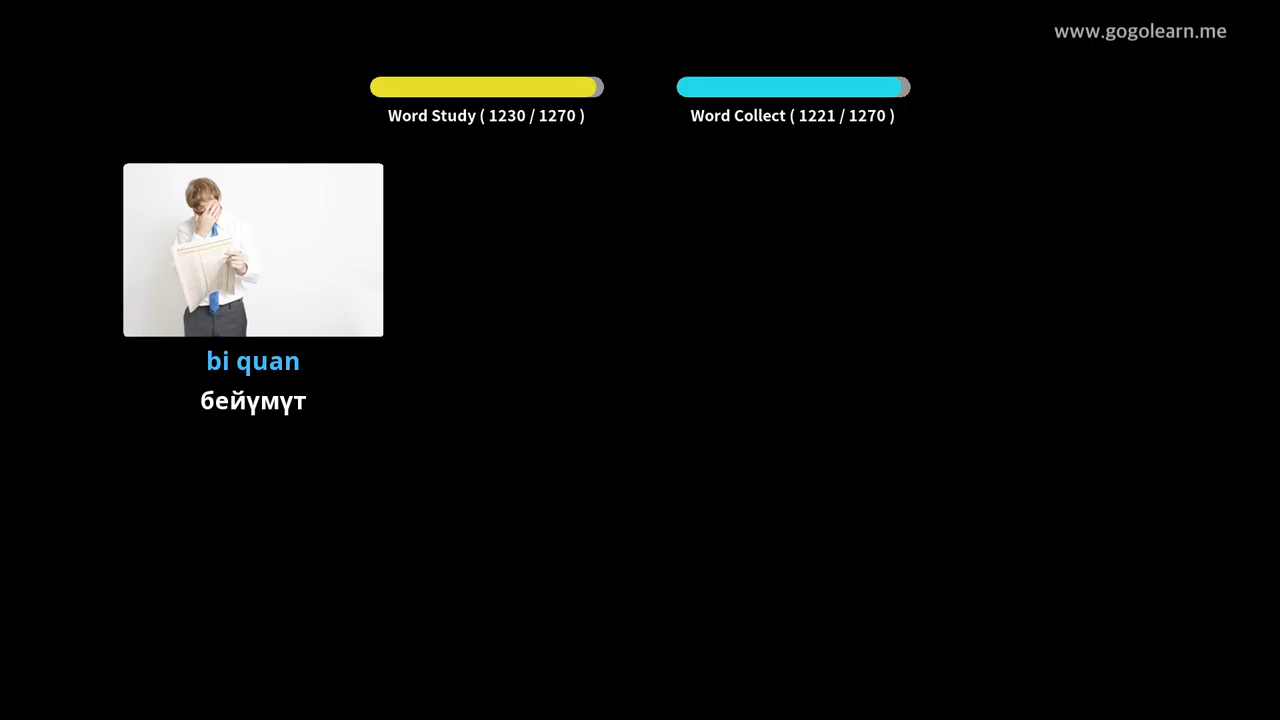 www.gogolearn.me
Word Study ( 1230 / 1270 )
Word Collect ( 1221 / 1270 )
bi quan
бейүмүт